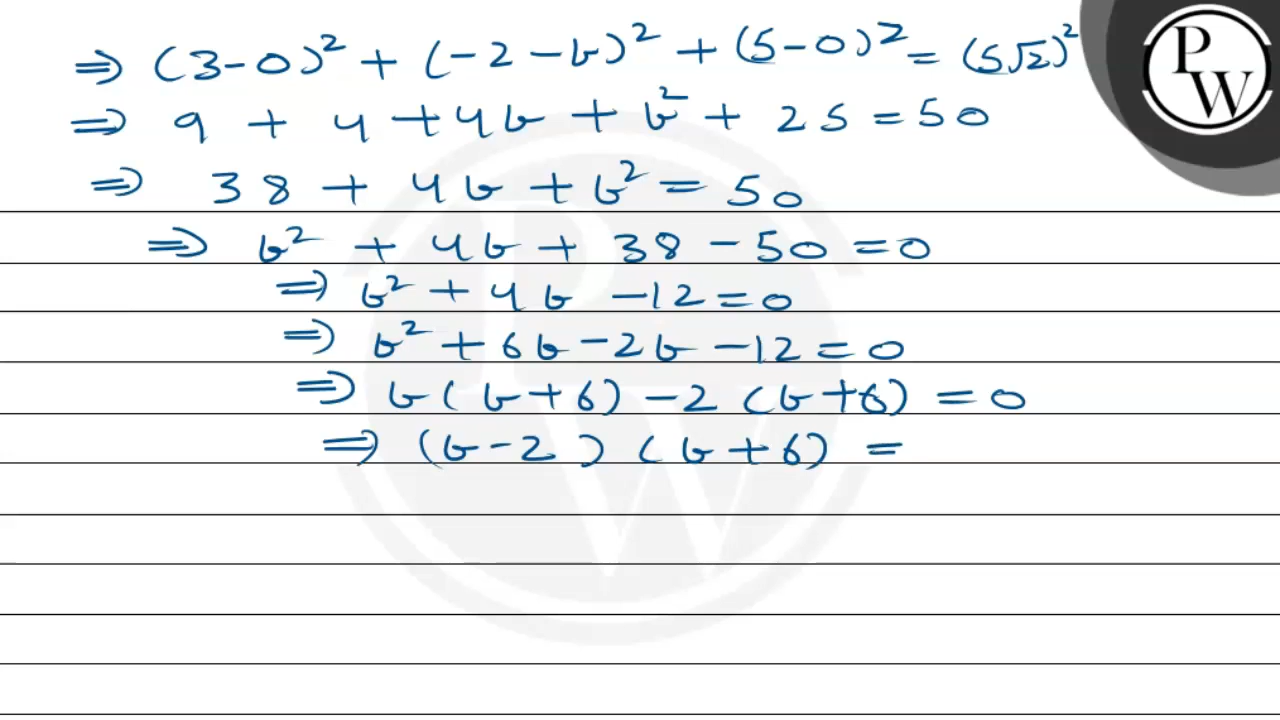 ⇒ (3-0)² + (-2-b)² + (5-0)² = (5√2)²
⇒ 9 + 4 + 4b + b² + 25 = 50
⇒ 38 + 4b + b² = 50
⇒ b² + 4b + 38 - 50 = 0
⇒ b² + 4b - 12 = 0
⇒ b² + 6b - 2b - 12 = 0
⇒ b(b+6) - 2(b+6) = 0
⇒ (b-2)(b+6) =
PW